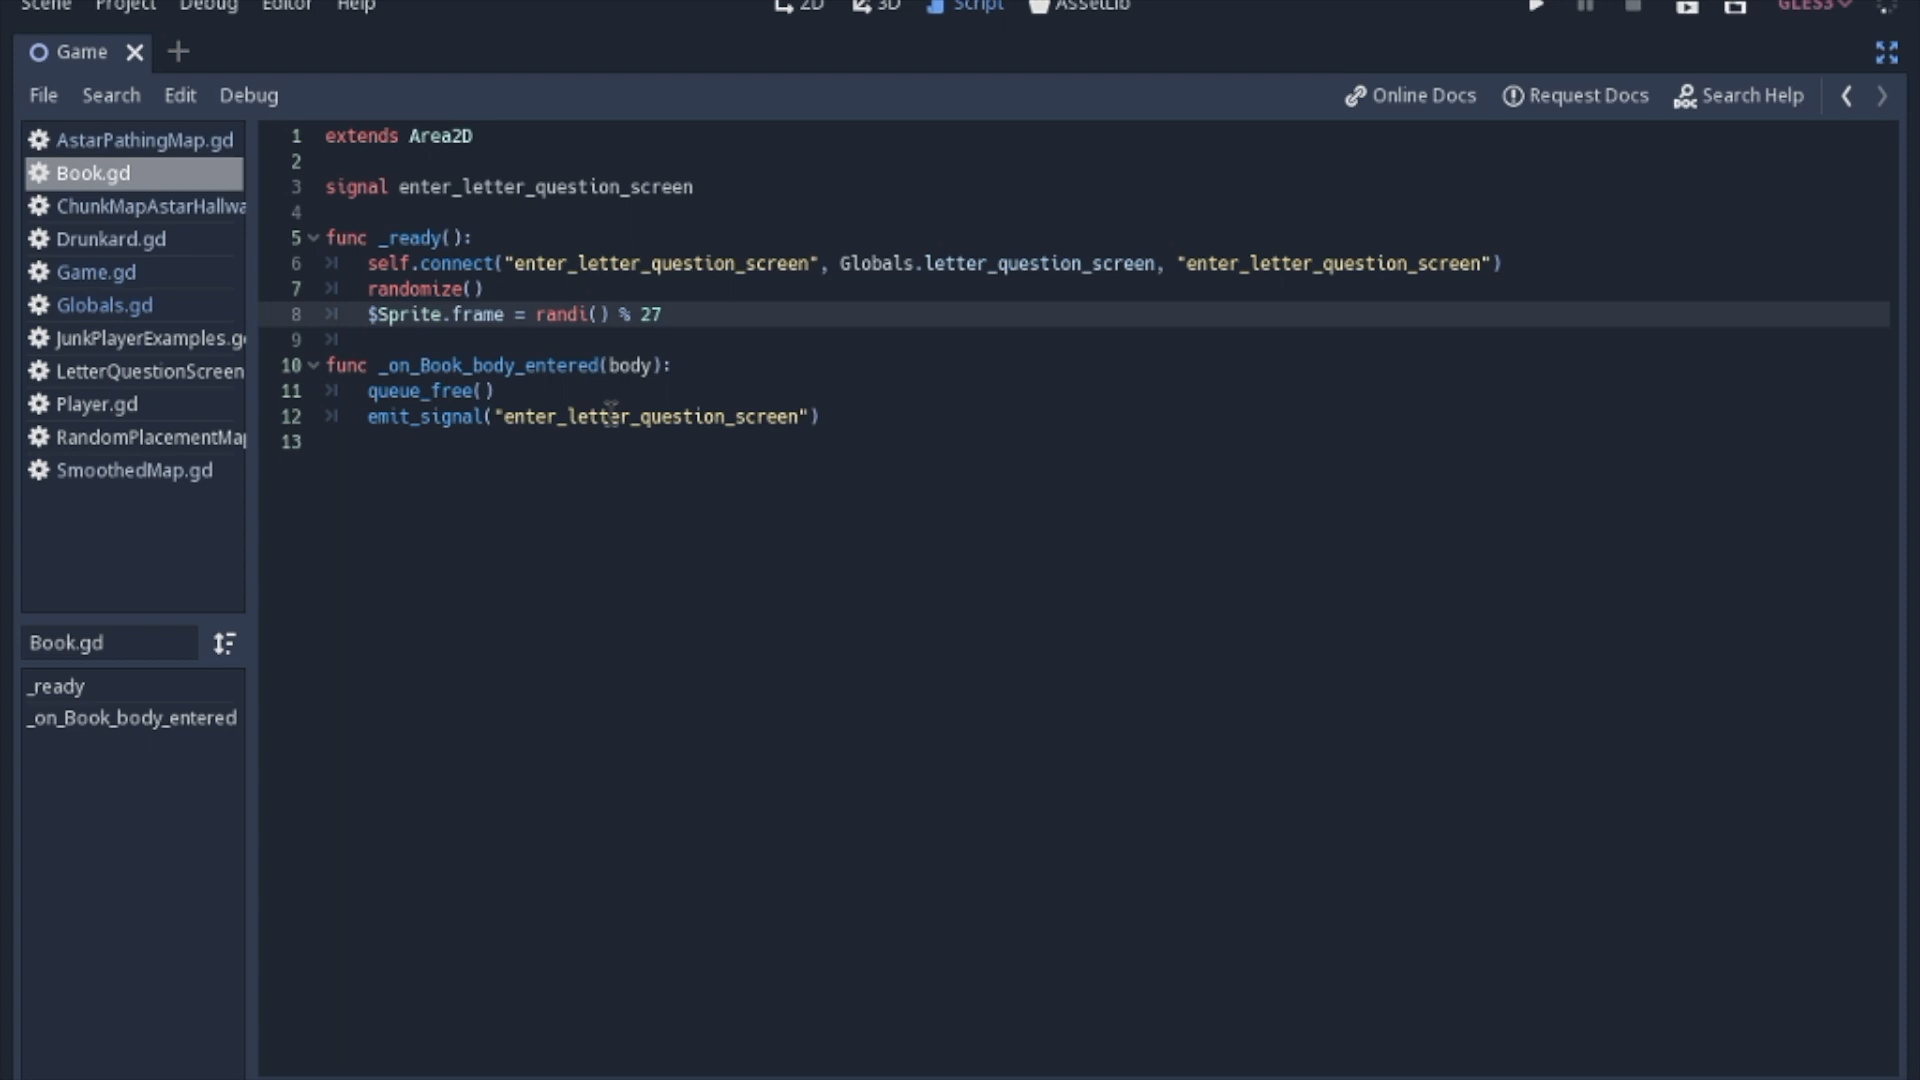 Scene Project Debug Editor Help 2D 3D Script AssetLib GLES3
Game
File Search Edit Debug Online Docs Request Docs Search Help
AstarPathingMap.gd
Book.gd
ChunkMapAstarHallwa
Drunkard.gd
Game.gd
Globals.gd
JunkPlayerExamples.g
LetterQuestionScreen
Player.gd
RandomPlacementMap
SmoothedMap.gd
Book.gd
_ready
_on_Book_body_entered
1 extends Area2D
2
3 signal enter_letter_question_screen
4
5 func _ready():
6 self.connect("enter_letter_question_screen", Globals.letter_question_screen, "enter_letter_question_screen")
7 randomize()
8 $Sprite.frame = randi() % 27
9
10 func _on_Book_body_entered(body):
11 queue_free()
12 emit_signal("enter_letter_question_screen")
13